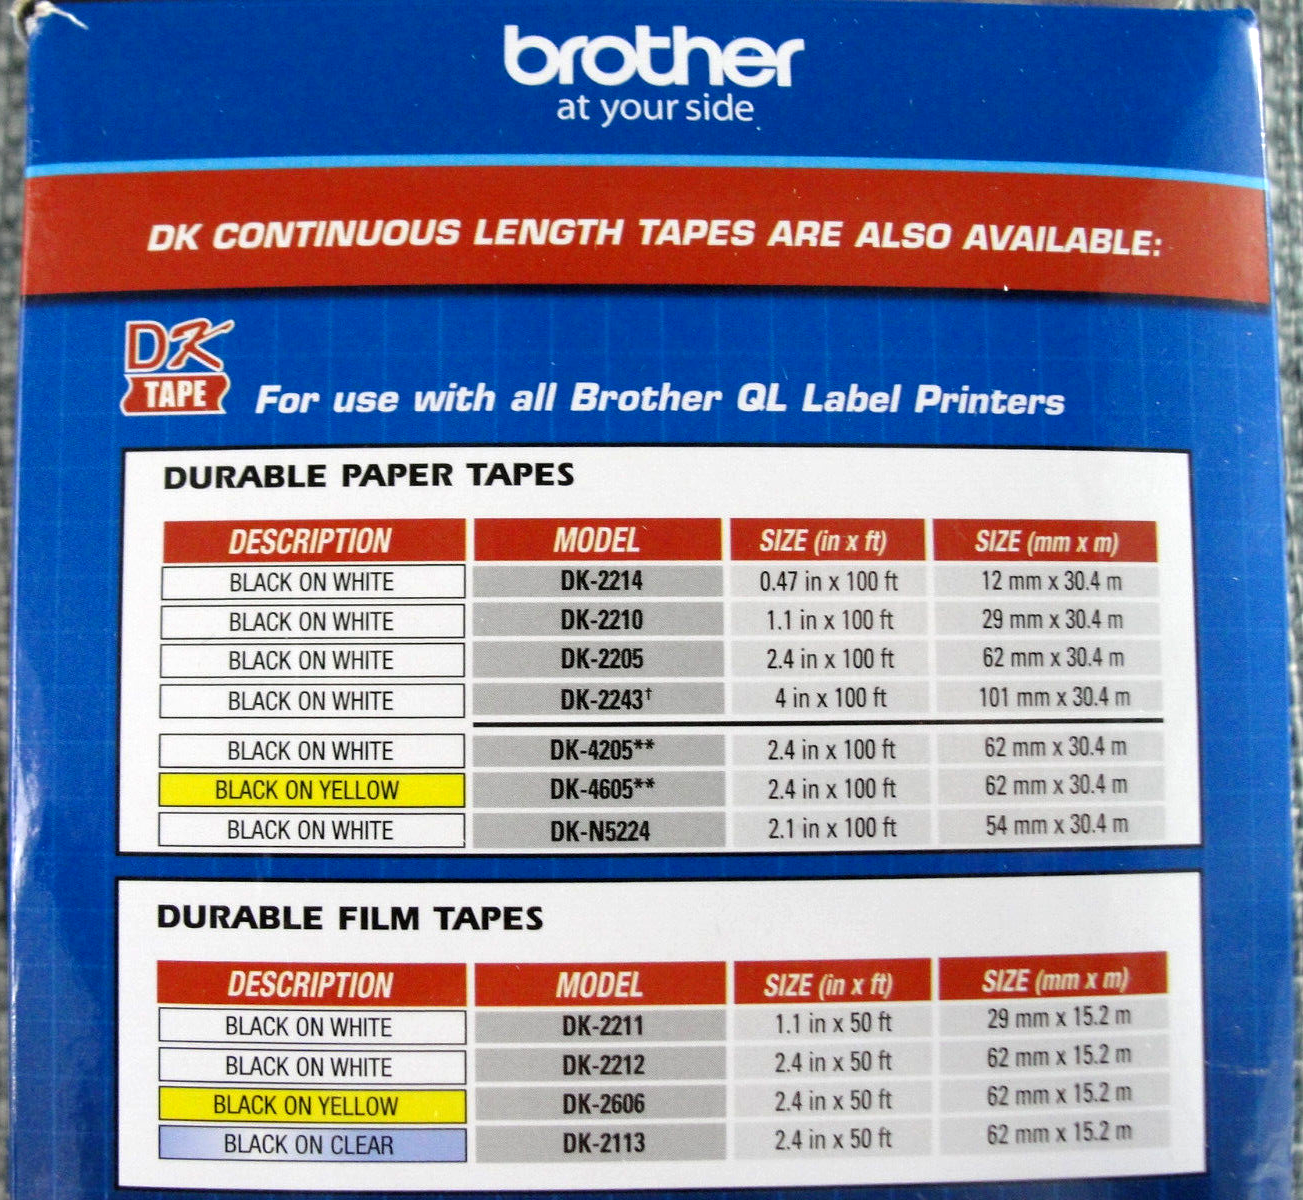 brother
at your side
DK CONTINUOUS LENGTH TAPES ARE ALSO AVAILABLE:
DK
TAPE
For use with all Brother QL Label Printers
DURABLE PAPER TAPES
DESCRIPTION MODEL SIZE (in x ft) SIZE (mm x m)
BLACK ON WHITE DK-2214 0.47 in x 100 ft 12 mm x 30.4 m
BLACK ON WHITE DK-2210 1.1 in x 100 ft 29 mm x 30.4 m
BLACK ON WHITE DK-2205 2.4 in x 100 ft 62 mm x 30.4 m
BLACK ON WHITE DK-2243† 4 in x 100 ft 101 mm x 30.4 m
BLACK ON WHITE DK-4205** 2.4 in x 100 ft 62 mm x 30.4 m
BLACK ON YELLOW DK-4605** 2.4 in x 100 ft 62 mm x 30.4 m
BLACK ON WHITE DK-N5224 2.1 in x 100 ft 54 mm x 30.4 m
DURABLE FILM TAPES
DESCRIPTION MODEL SIZE (in x ft) SIZE (mm x m)
BLACK ON WHITE DK-2211 1.1 in x 50 ft 29 mm x 15.2 m
BLACK ON WHITE DK-2212 2.4 in x 50 ft 62 mm x 15.2 m
BLACK ON YELLOW DK-2606 2.4 in x 50 ft 62 mm x 15.2 m
BLACK ON CLEAR DK-2113 2.4 in x 50 ft 62 mm x 15.2 m